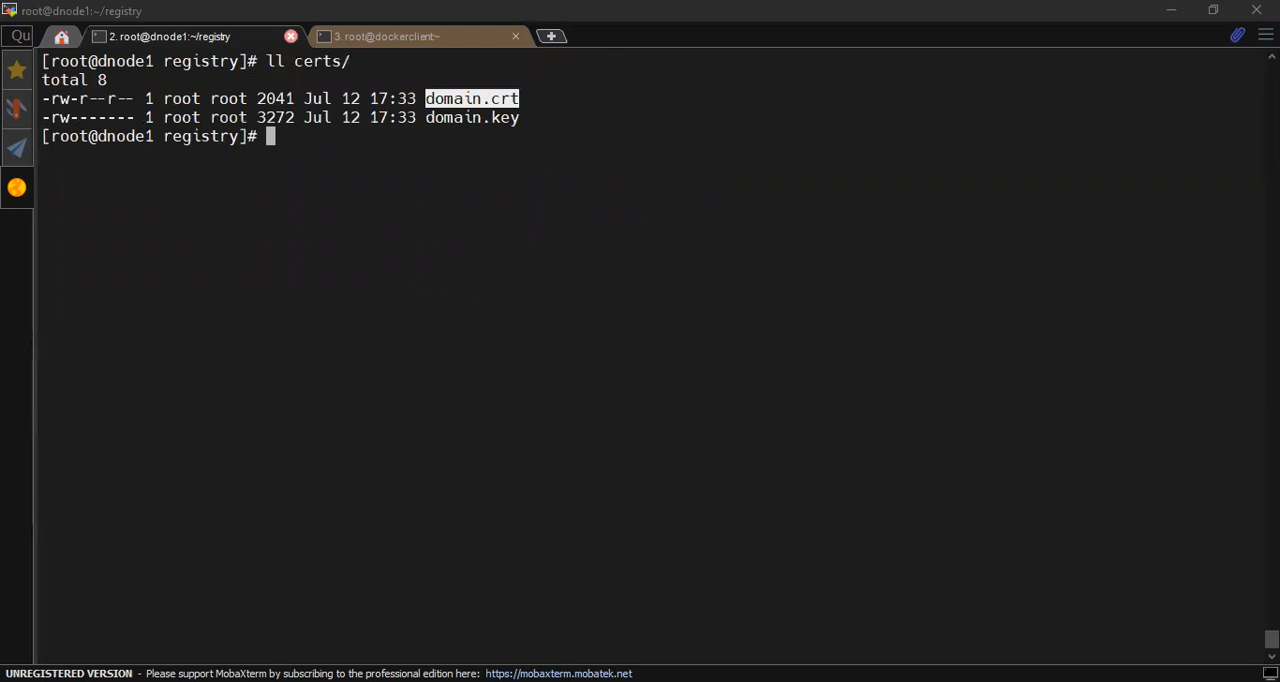 root@dnode1:~/registry
Qu
2. root@dnode1:~/registry
3. root@dockerclient~
[root@dnode1 registry]# ll certs/
total 8
-rw-r--r-- 1 root root 2041 Jul 12 17:33 domain.crt
-rw------- 1 root root 3272 Jul 12 17:33 domain.key
[root@dnode1 registry]#
UNREGISTERED VERSION - Please support MobaXterm by subscribing to the professional edition here: https://mobaxterm.mobatek.net